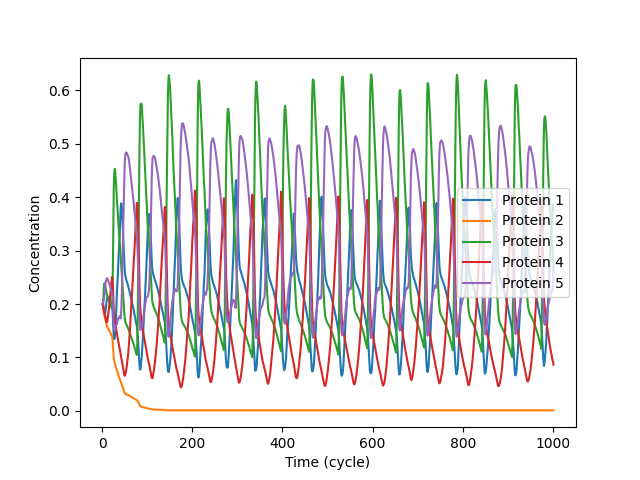 0.6
0.5
0.4
0.3
0.2
0.1
0.0
Concentration
Protein 1
Protein 2
Protein 3
Protein 4
Protein 5
0 200 400 600 800 1000
Time (cycle)